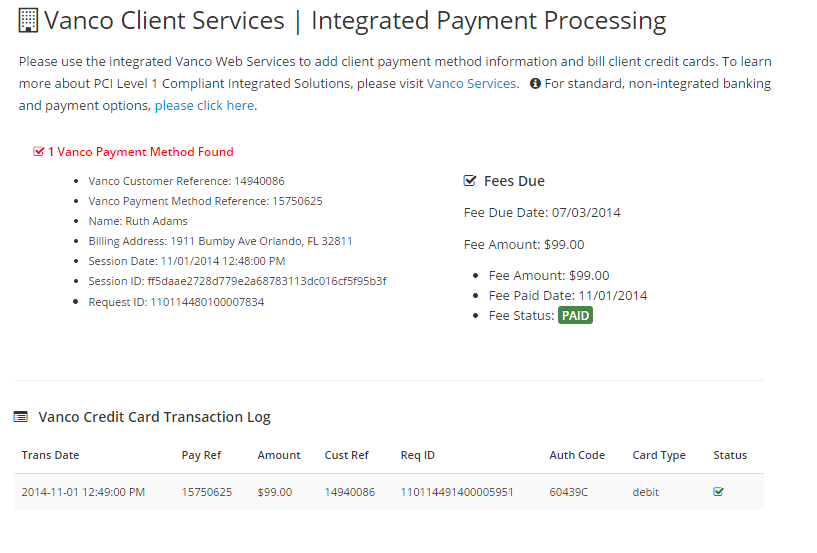 Vanco Client Services | Integrated Payment Processing
Please use the integrated Vanco Web Services to add client payment method information and bill client credit cards. To learn
more about PCI Level 1 Compliant Integrated Solutions, please visit Vanco Services. For standard, non-integrated banking
and payment options, please click here.
1 Vanco Payment Method Found
Vanco Customer Reference: 14940086
Vanco Payment Method Reference: 15750625
Name: Ruth Adams
Billing Address: 1911 Bumby Ave Orlando, FL 32811
Session Date: 11/01/2014 12:48:00 PM
Session ID: ff5daae2728d779e2a68783113dc016cf5f95b3f
Request ID: 110114480100007834
Fees Due
Fee Due Date: 07/03/2014
Fee Amount: $99.00
Fee Amount: $99.00
Fee Paid Date: 11/01/2014
Fee Status: PAID
Vanco Credit Card Transaction Log
Trans Date Pay Ref Amount Cust Ref Req ID Auth Code Card Type Status
2014-11-01 12:49:00 PM 15750625 $99.00 14940086 110114491400005951 60439C debit